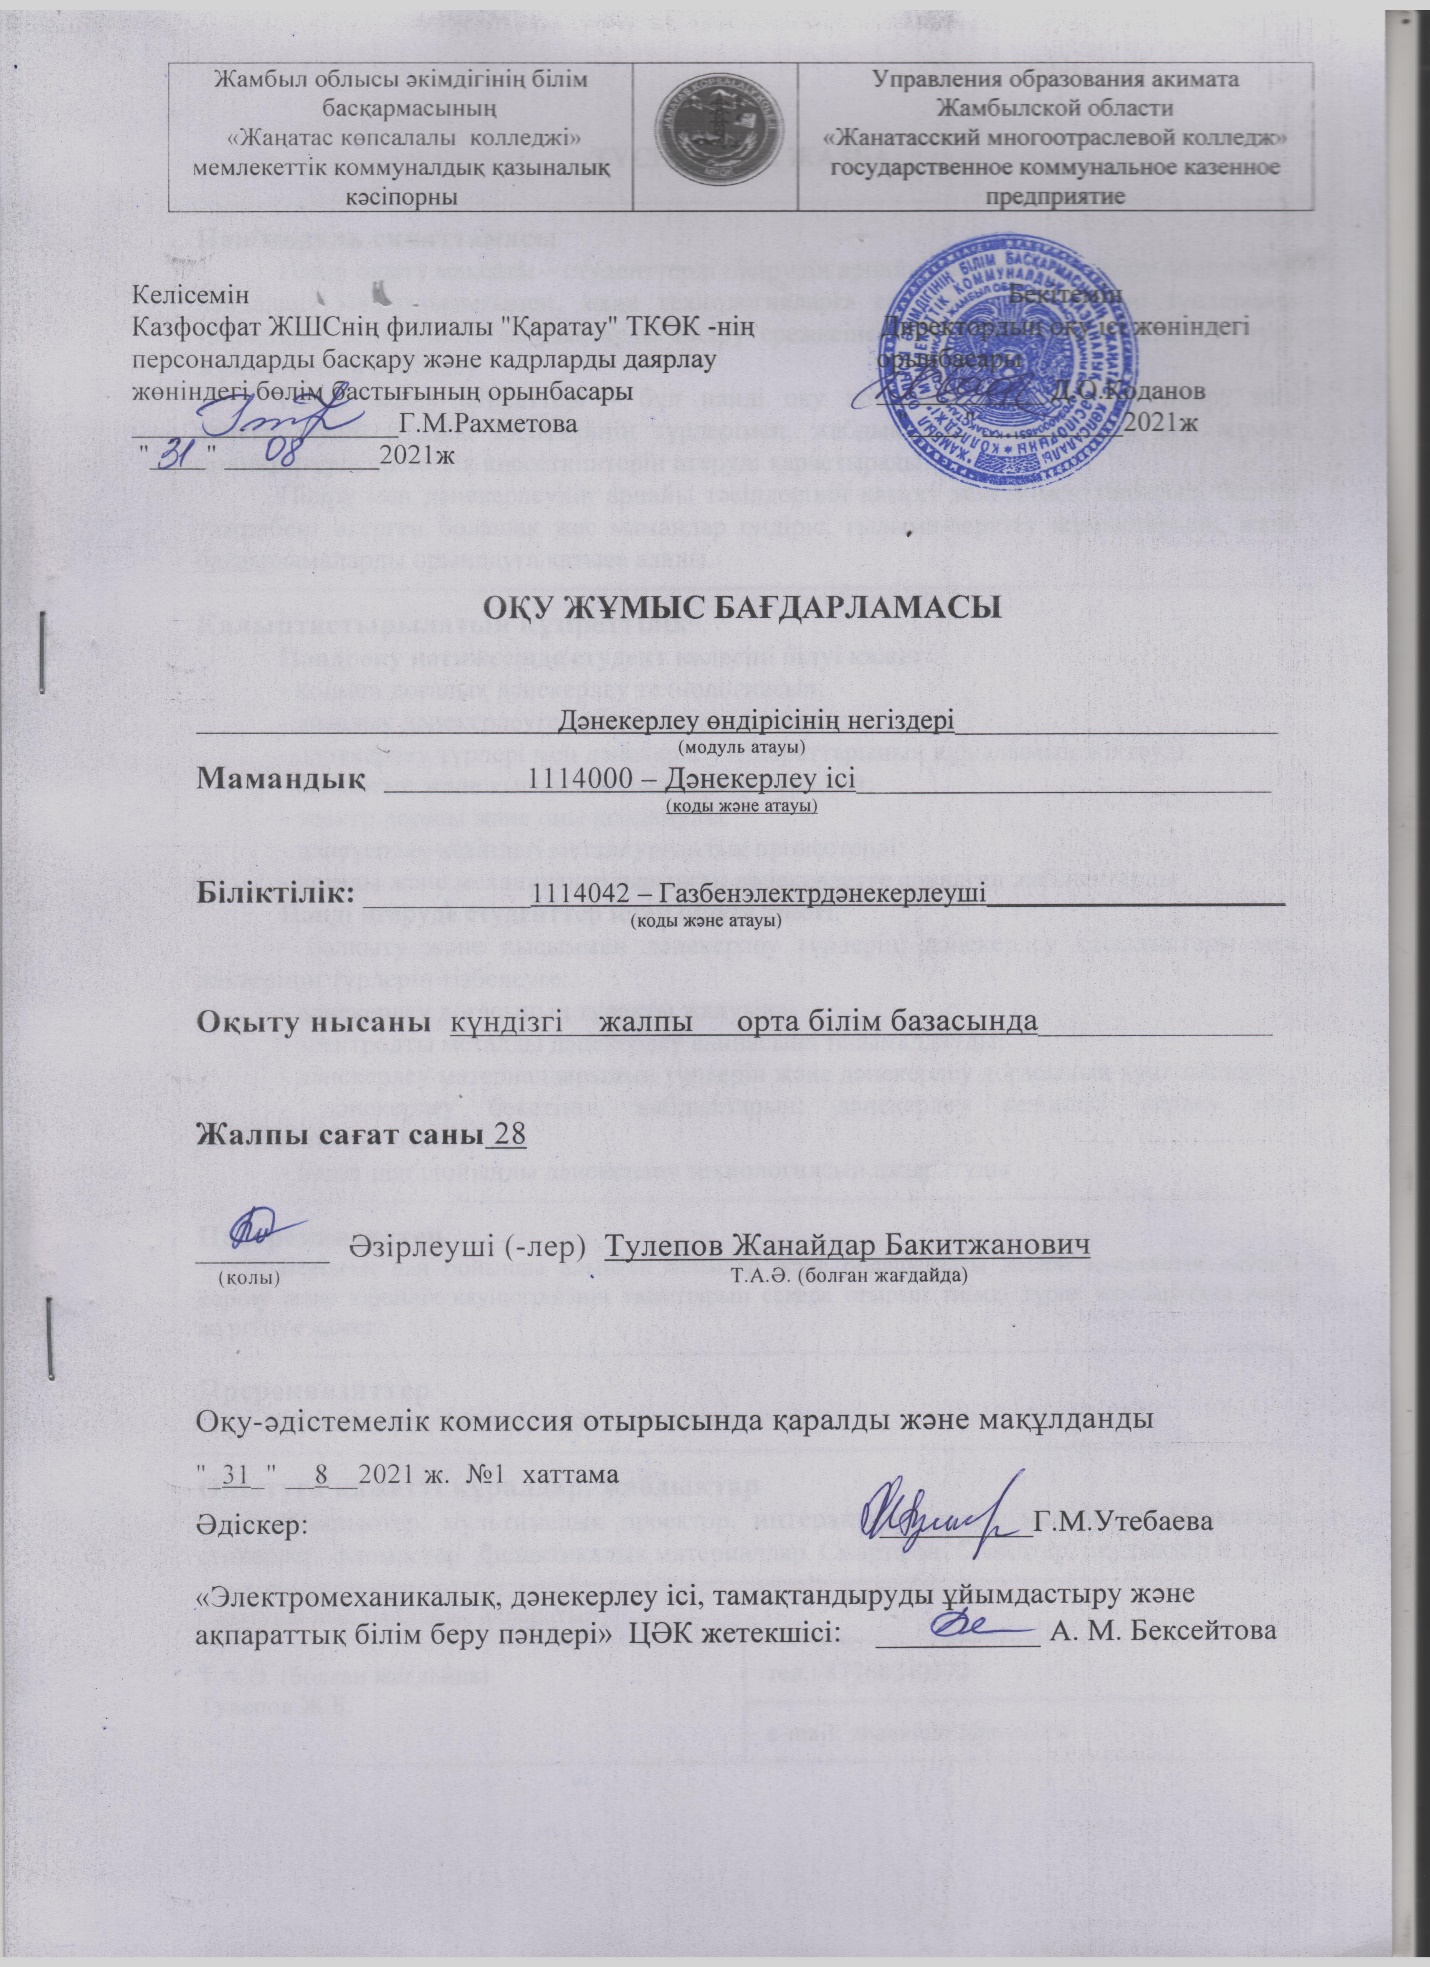 Жамбыл облысы әкімдігінің білім
басқармасының
«Жаңатас көпсалалы колледжі»
мемлекеттік коммуналдық қазыналық
кәсіпорны
Управления образования акимата
Жамбылской области
«Жанатасский многоотраслевой колледж»
государственное коммунальное казенное
предприятие
Келісемін
Казфосфат ЖШСнің филиалы "Қаратау" ТКӨК -нің
персоналдарды басқару және кадрларды даярлау
жөніндегі бөлім бастығының орынбасары
Г.М.Рахметова
" 31 " 08 2021ж
Бекітемін
Директордың оқу ісі жөніндегі
орынбасары
Д.О.Қоданов
" 2021ж
ОҚУ ЖҰМЫС БАҒДАРЛАМАСЫ
Дәнекерлеу өндірісінің негіздері
(модуль атауы)
Мамандық 1114000 – Дәнекерлеу ісі
(коды және атауы)
Біліктілік: 1114042 – Газбенэлектрдәнекерлеуші
(коды және атауы)
Оқыту нысаны күндізгі жалпы орта білім базасында
Жалпы сағат саны 28
Әзірлеуші (-лер) Тулепов Жанайдар Бакитжанович
(қолы) Т.А.Ә. (болған жағдайда)
Оқу-әдістемелік комиссия отырысында қаралды және мақұлданды
" 31 " 8 2021 ж. №1 хаттама
Әдіскер: Г.М.Утебаева
«Электромеханикалық, дәнекерлеу ісі, тамақтандыруды ұйымдастыру және
ақпараттық білім беру пәндері» ЦӘК жетекшісі: А. М. Бексейтова